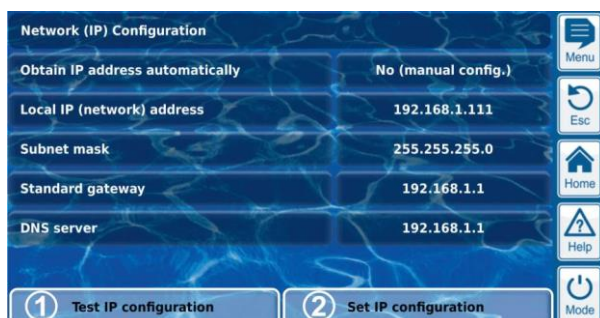 Network (IP) Configuration
Menu
Obtain IP address automatically No (manual config.)
Local IP (network) address 192.168.1.111
Esc
Subnet mask 255.255.255.0
Standard gateway 192.168.1.1
Home
DNS server 192.168.1.1
?
Help
1 Test IP configuration 2 Set IP configuration
Mode